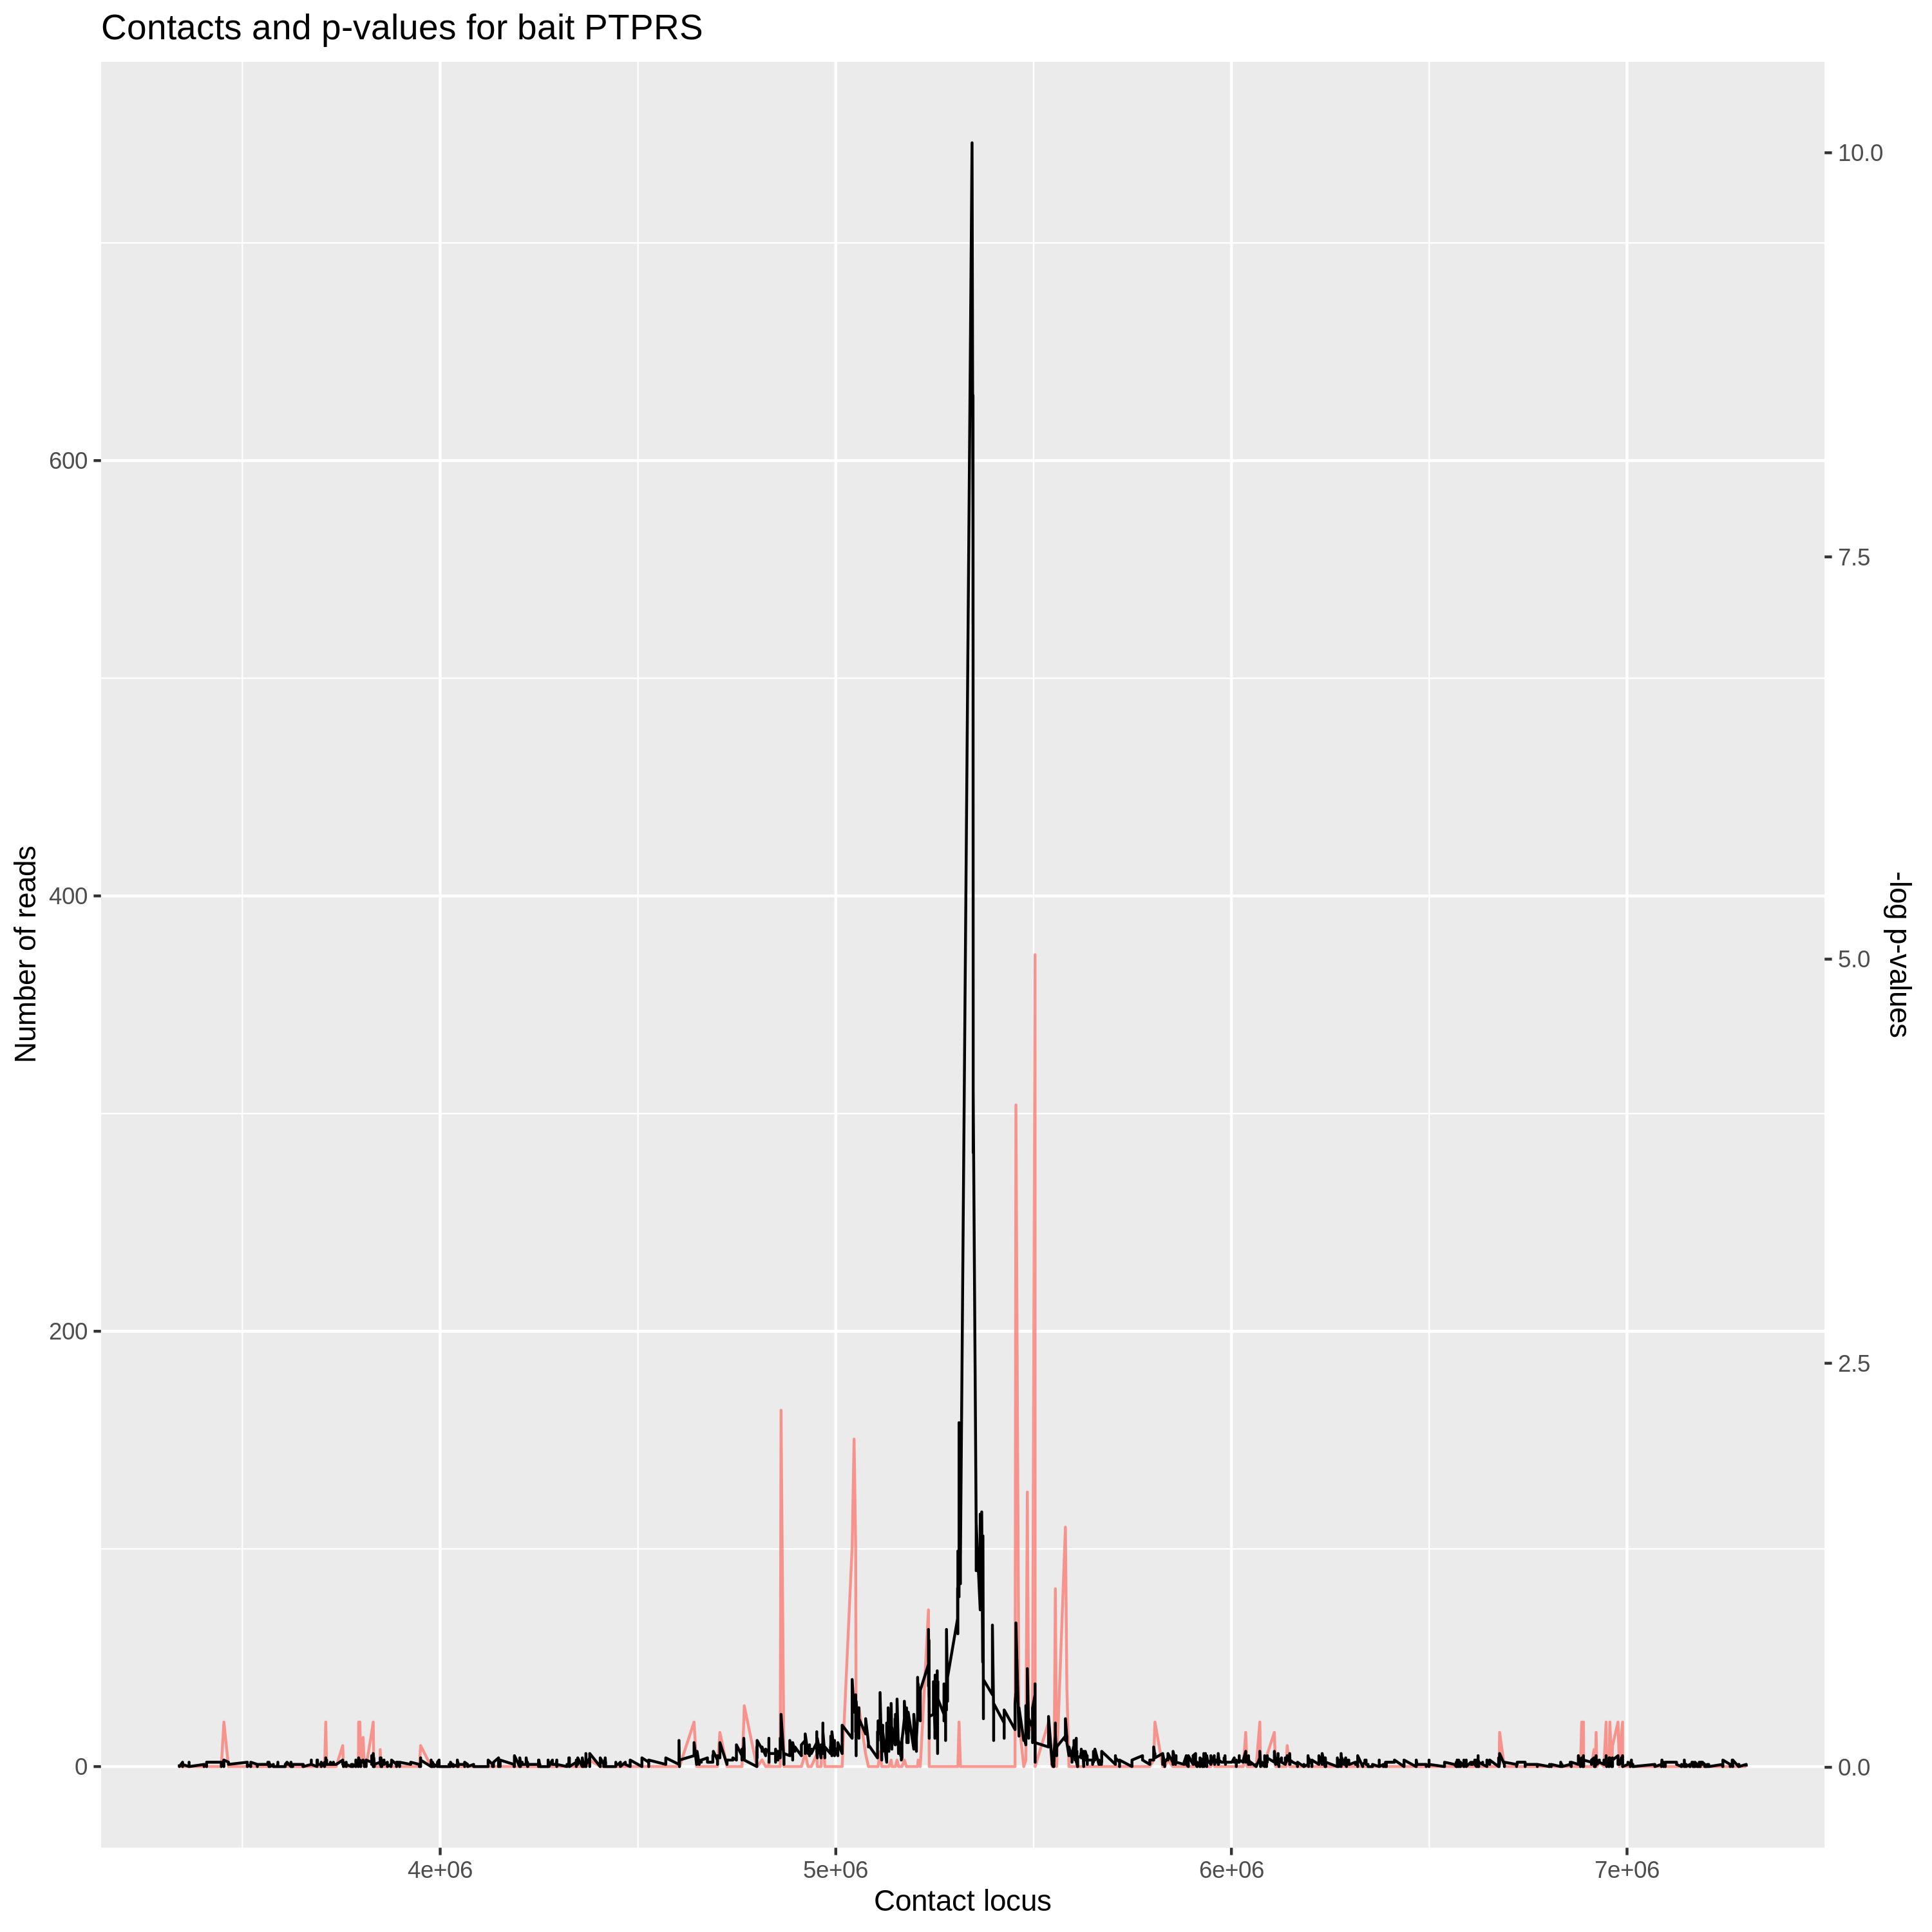 Contacts and p-values for bait PTPRS
10.0
7.5
600
400
5.0
Number of reads
-log p-values
200
2.5
0
0.0
4e+06
5e+06
6e+06
7e+06
Contact locus